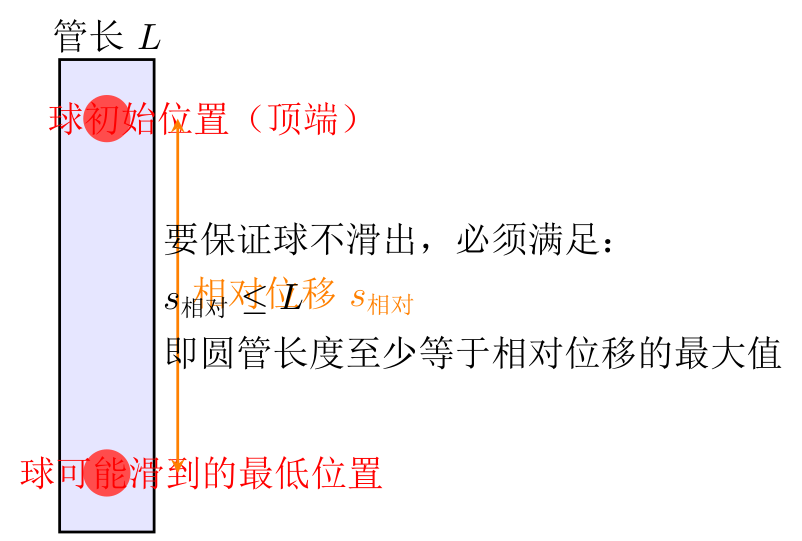 管长 L
球初始位置（顶端）
要保证球不滑出，必须满足：
相对位移 s相对
s相对 ≤ L
即圆管长度至少等于相对位移的最大值
球可能滑到的最低位置